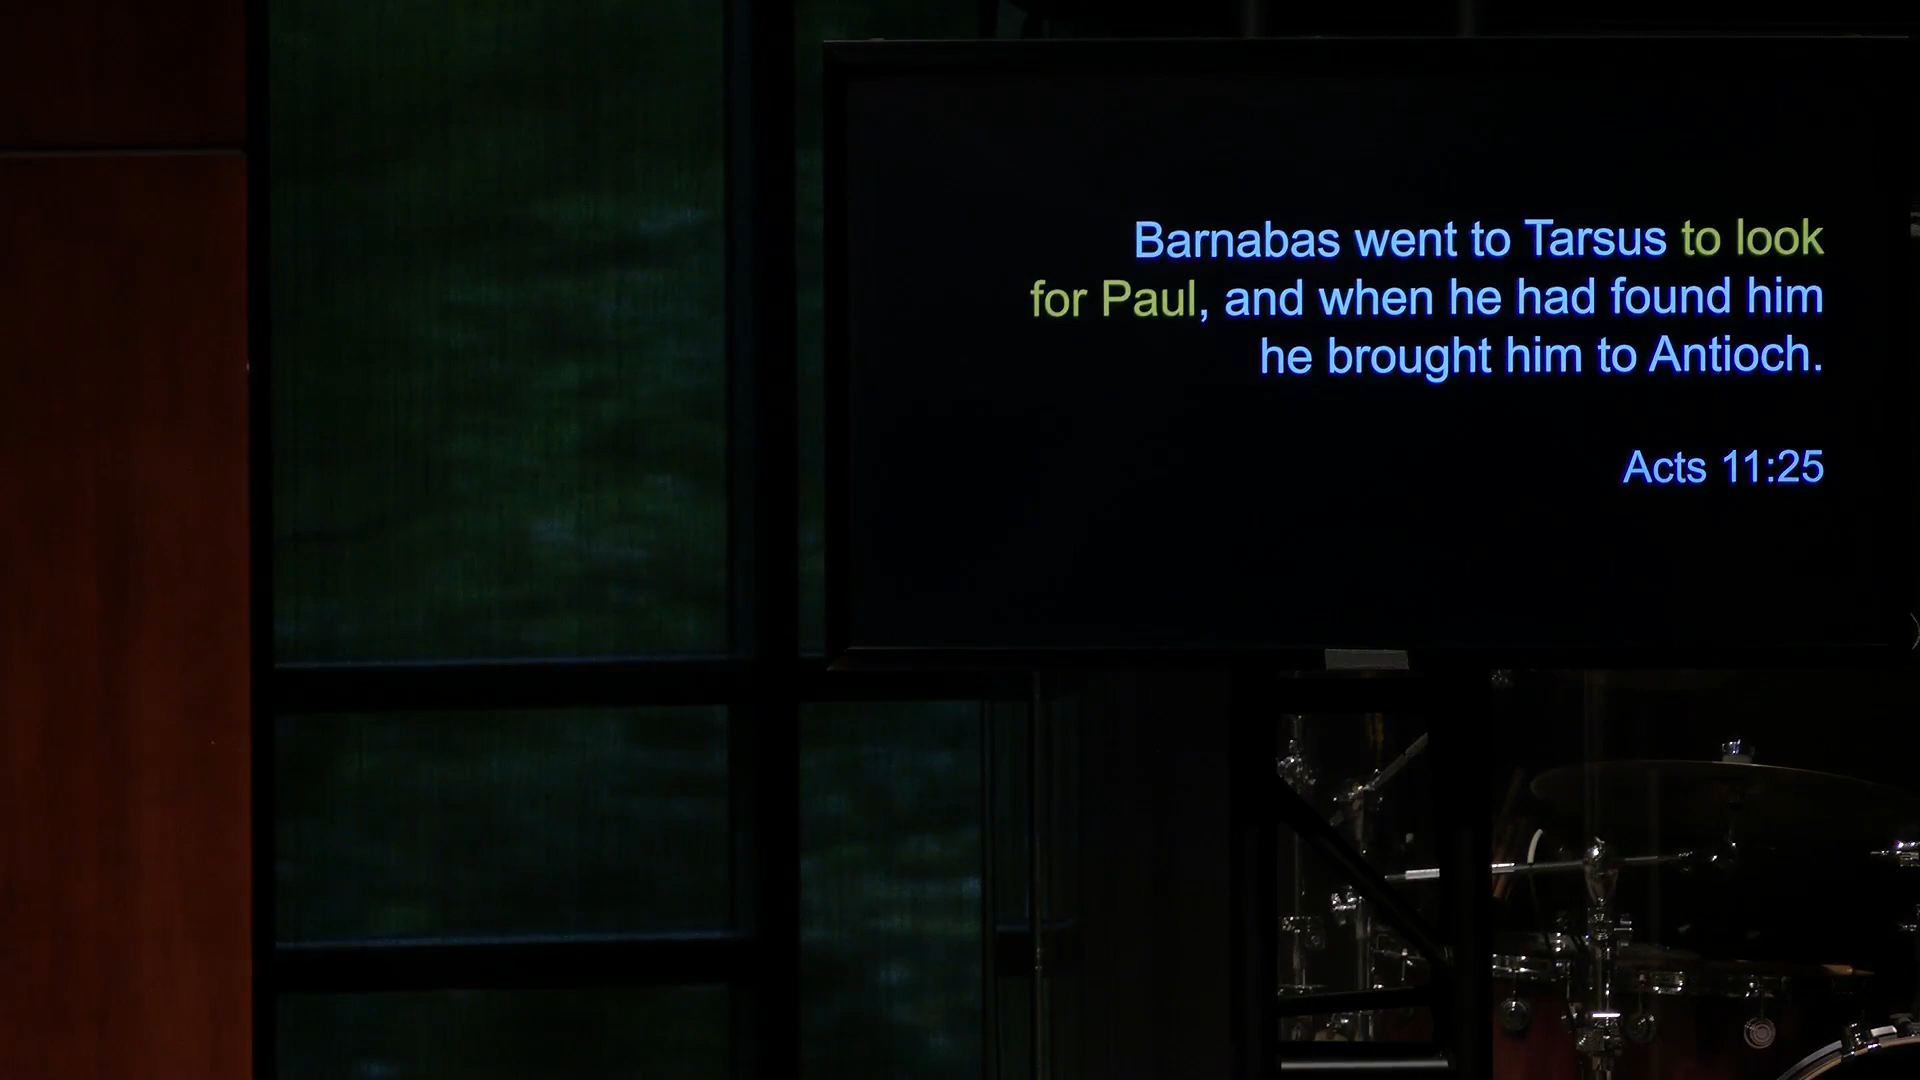 Barnabas went to Tarsus to look
for Paul, and when he had found him
he brought him to Antioch.
Acts 11:25